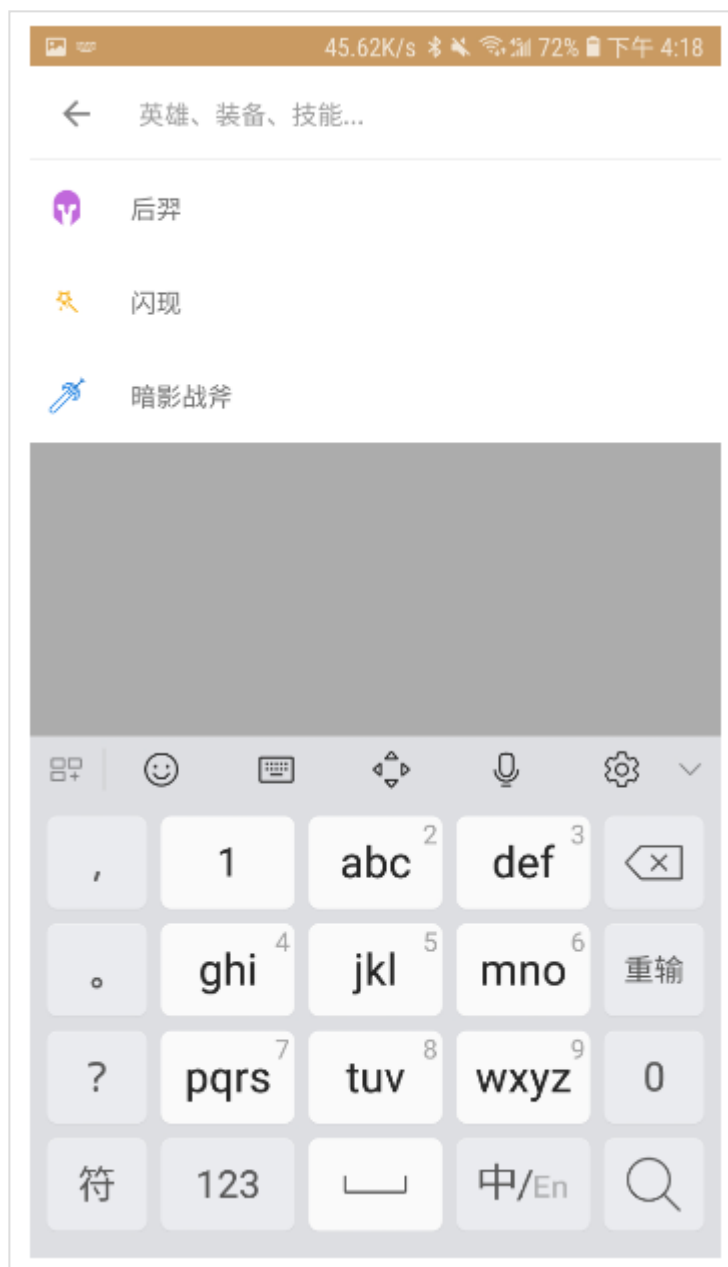 45.62K/s 72% 下午 4:18
英雄、装备、技能...
后羿
闪现
暗影战斧
， 1 abc 2 def 3
。 ghi 4 jkl 5 mno 6 重输
? pqrs 7 tuv 8 wxyz 9 0
符 123 中/En